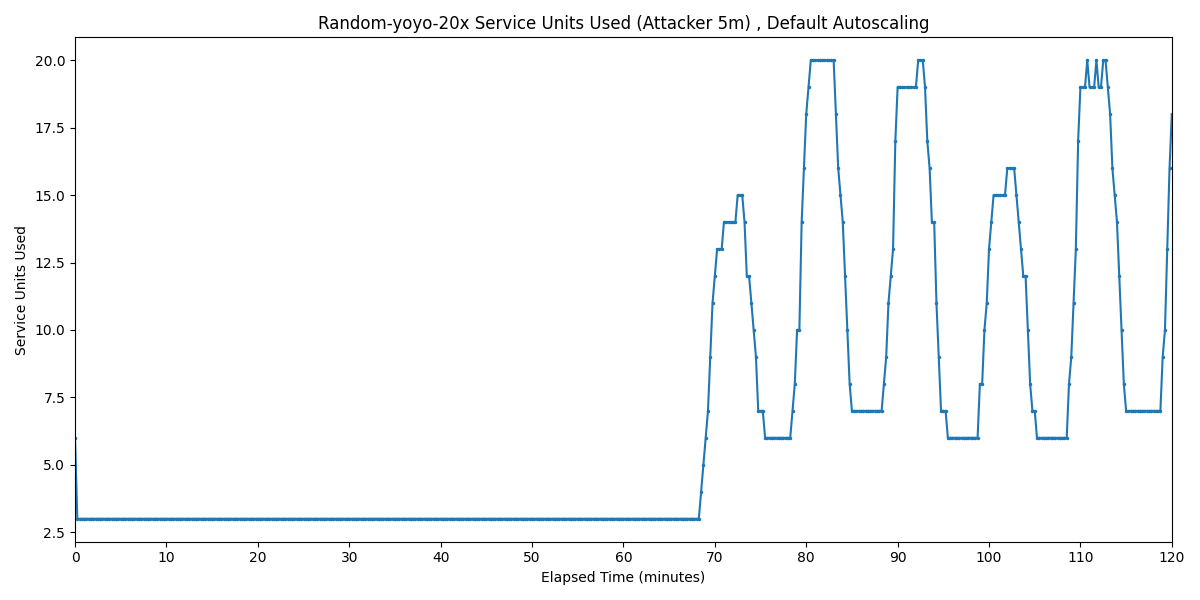 Random-yoyo-20x Service Units Used (Attacker 5m) , Default Autoscaling
20.0
17.5
15.0
12.5
10.0
7.5
5.0
2.5
Service Units Used
0 10 20 30 40 50 60 70 80 90 100 110 120
Elapsed Time (minutes)